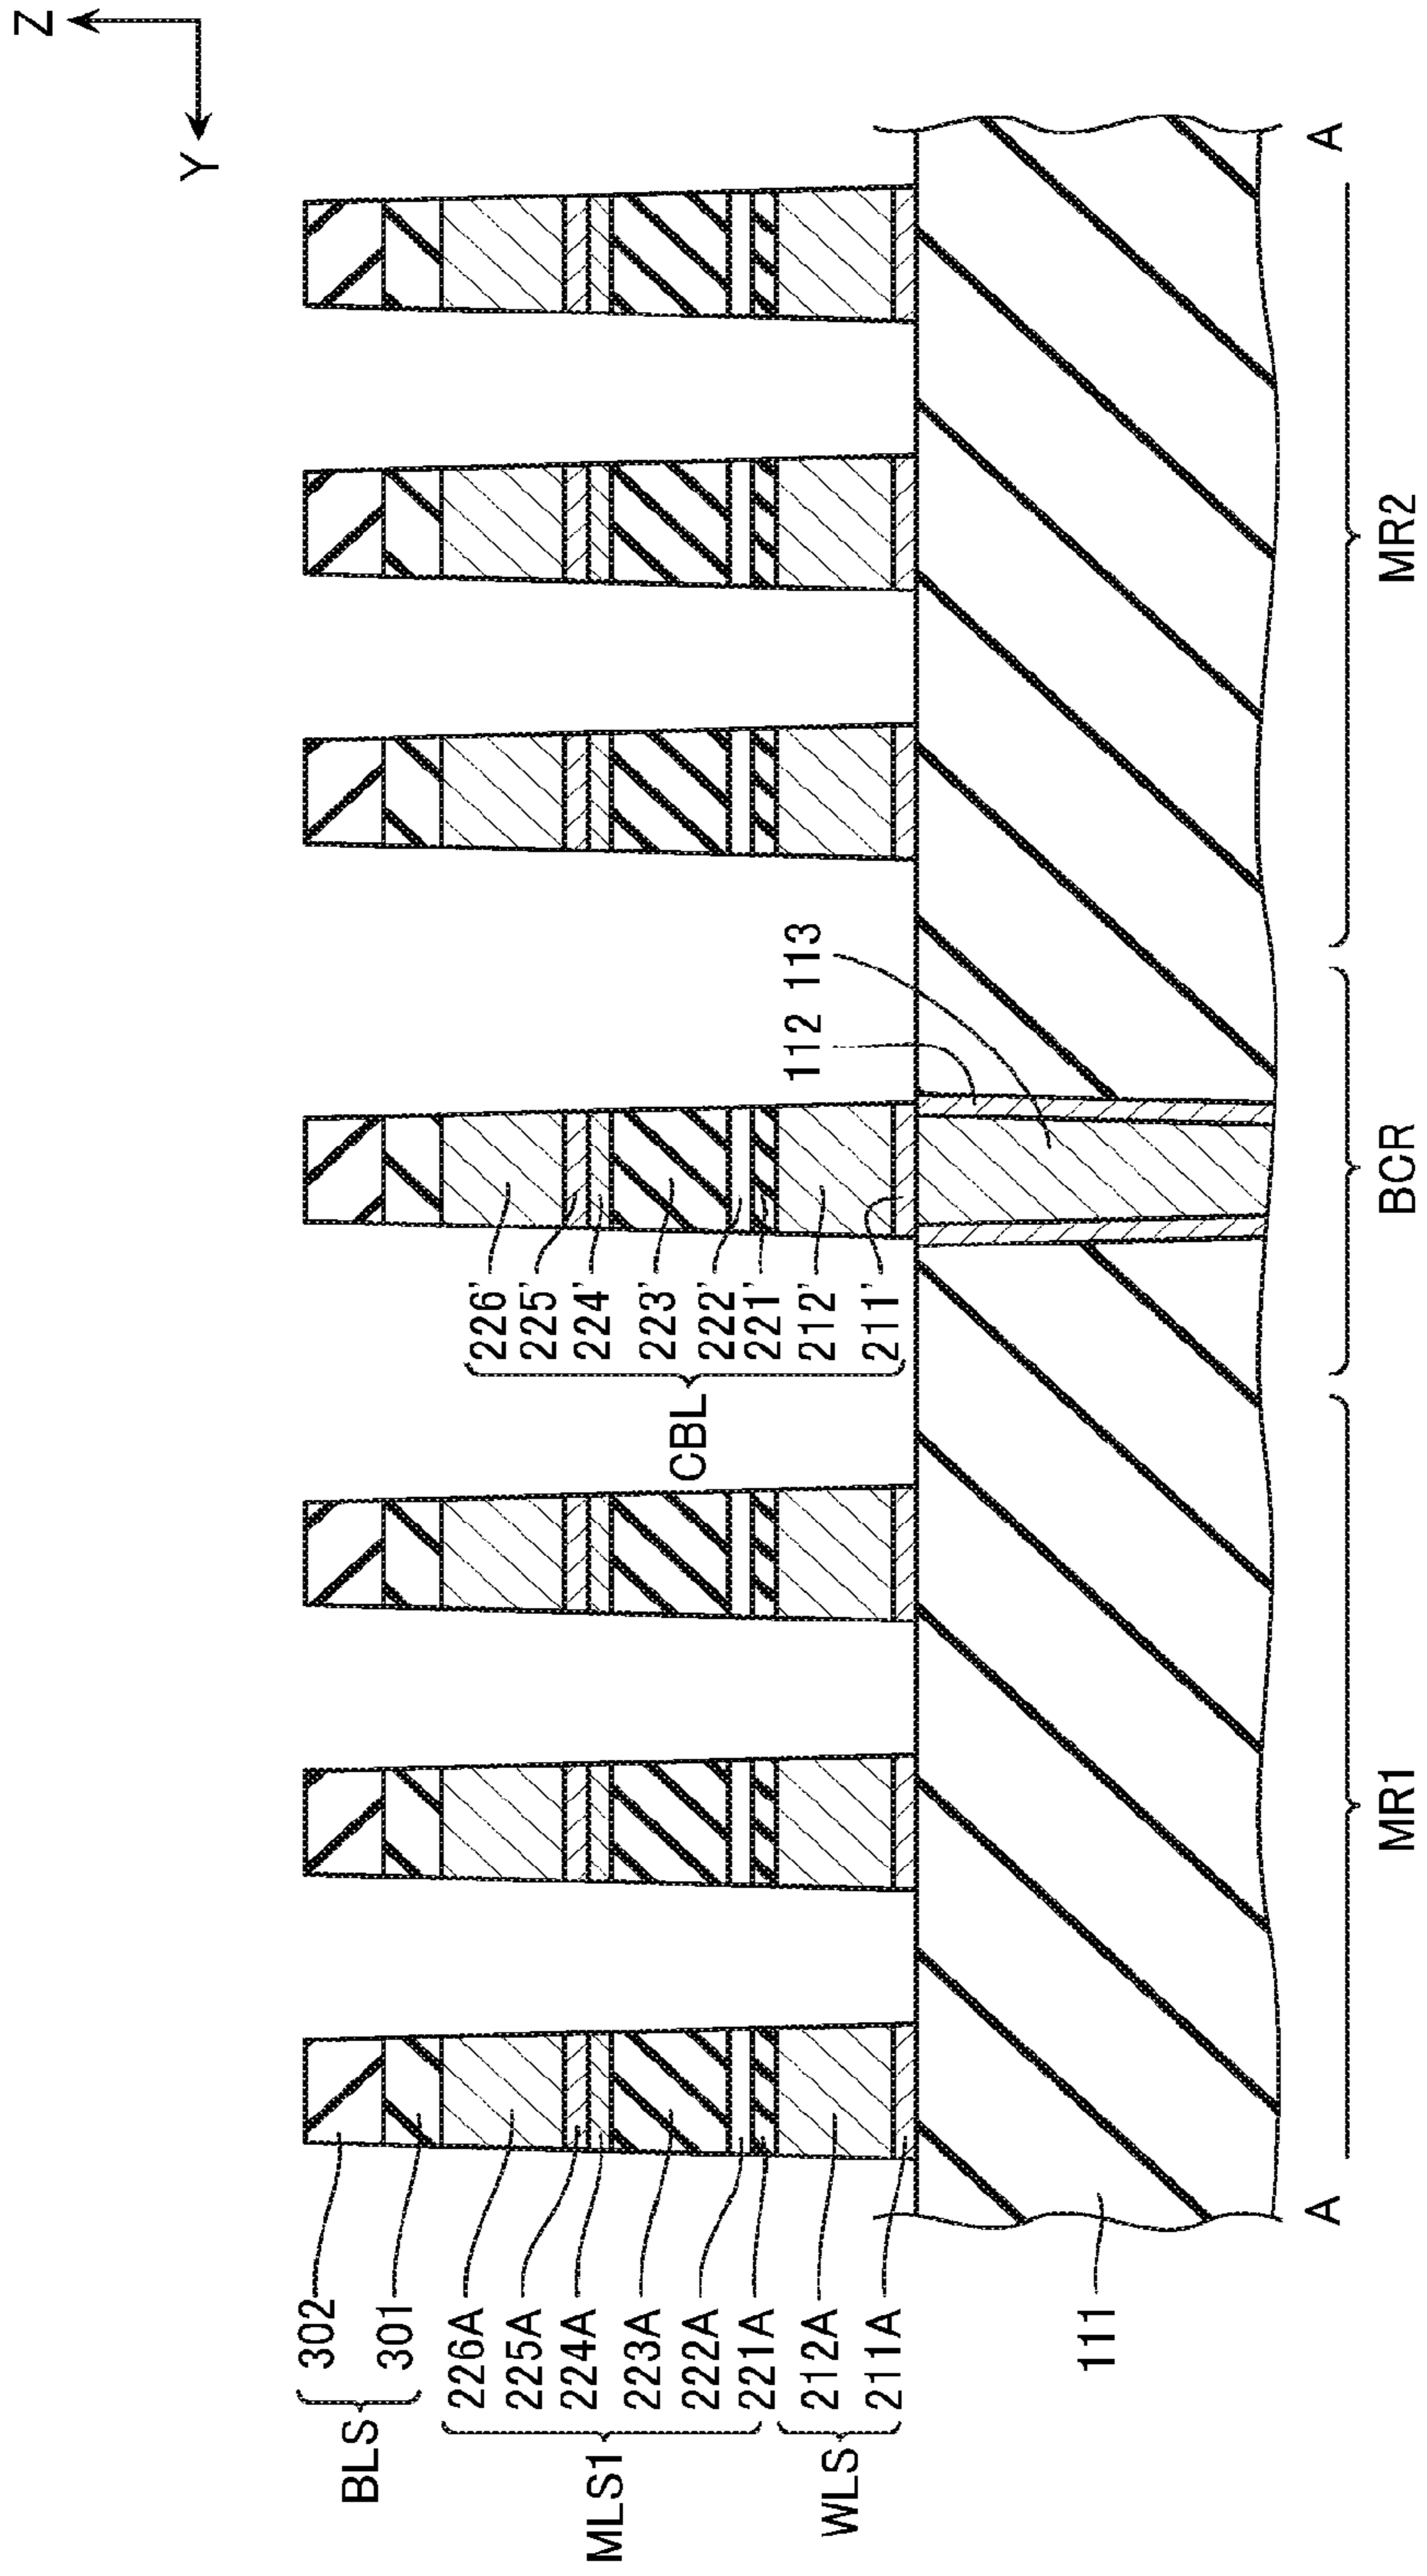 Z
Y
BLS
302
301
MLS1
226A
225A
224A
223A
222A
221A
WLS
212A
211A
111
CBL
226'
225'
224'
223'
222'
221'
212'
211'
112
113
A
A
MR1
BCR
MR2